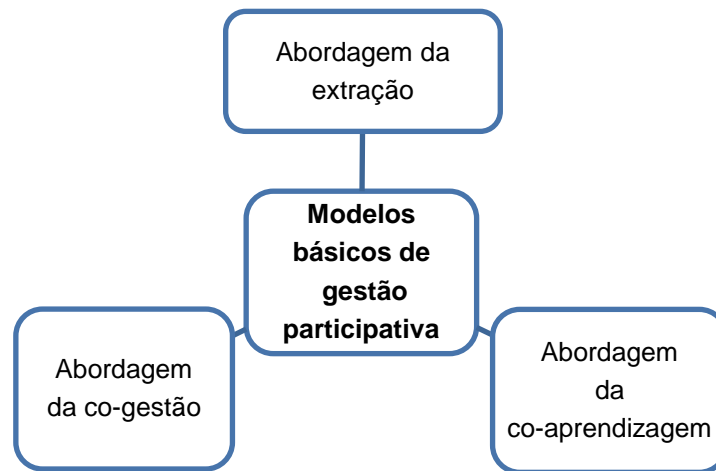 Abordagem da
extração
Modelos
básicos de
gestão
participativa
Abordagem
da co-gestão
Abordagem
da
co-aprendizagem